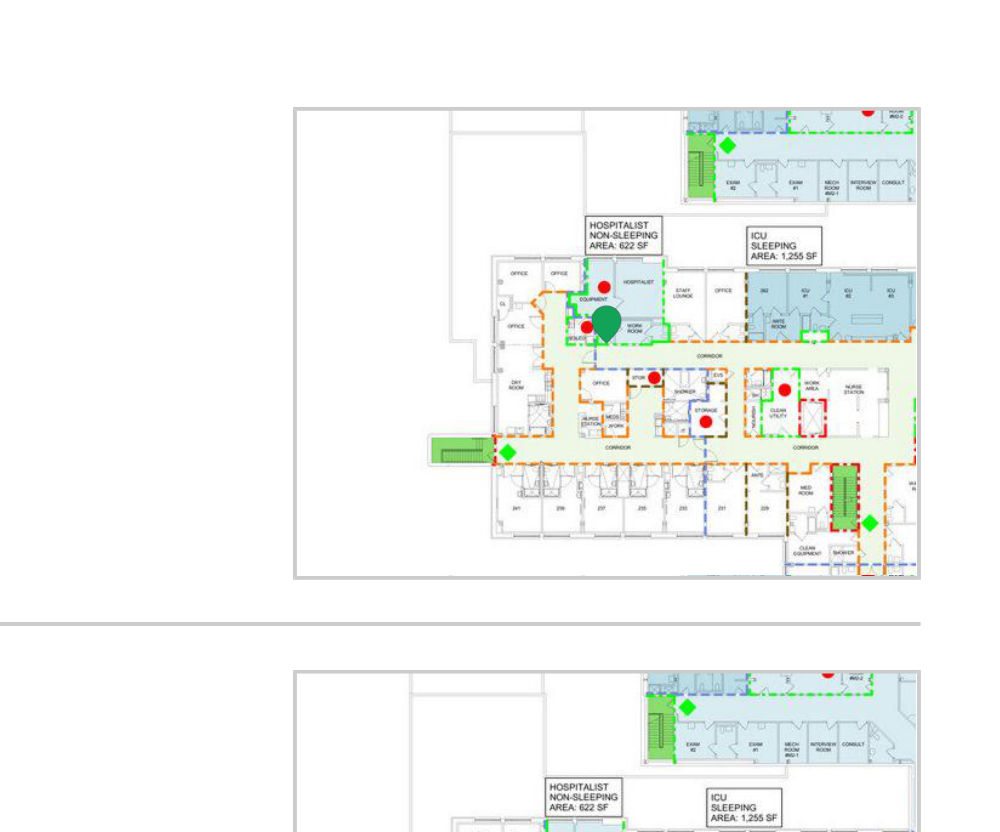 EXAM
#2
EXAM
#1
MECH
ROOM
INTERVIEW
ROOM
CONSULT
HOSPITALIST
NON-SLEEPING
AREA: 622 SF
ICU
SLEEPING
AREA: 1,255 SF
OFFICE
OFFICE
EQUIPMENT
HOSPITALIST
STAFF
LOUNGE
OFFICE
262
ICU
#1
ICU
#2
ICU
#3
CL
OFFICE
WORK
ROOM
ANTE
ROOM
CORRIDOR
DAY
ROOM
OFFICE
STOR
SHOWER
EVS
WORK
AREA
NURSE
STATION
NURSE
STATION
MEDS
WORK
STORAGE
NOURISH
CLEAN
UTILITY
CORRIDOR
CORRIDOR
ANTE
MED
ROOM
241
239
237
235
233
231
229
CLEAN
EQUIPMENT
SHOWER
EXAM
#2
EXAM
#1
MECH
ROOM
INTERVIEW
ROOM
CONSULT
HOSPITALIST
NON-SLEEPING
AREA: 622 SF
ICU
SLEEPING
AREA: 1,255 SF